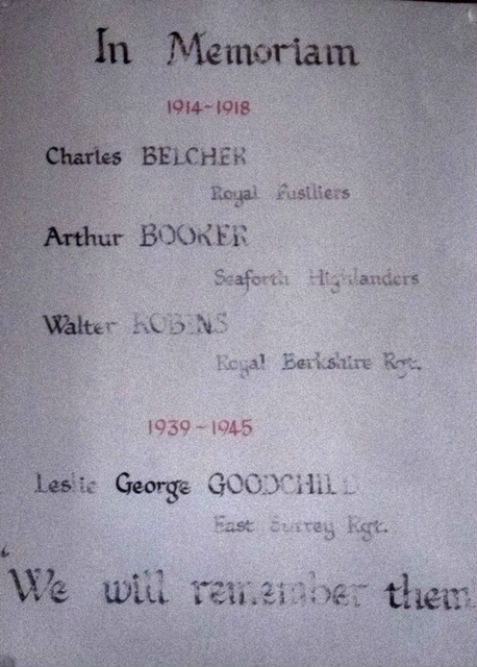 In Memoriam
1914-1918
Charles BELCHER
Royal Fusiliers
Arthur BOOKER
Seaforth Highlanders
Walter ROBINS
Royal Berkshire Rgt.
1939-1945
Leslie George GOODCHILD
East Surrey Rgt.
"We will remember them